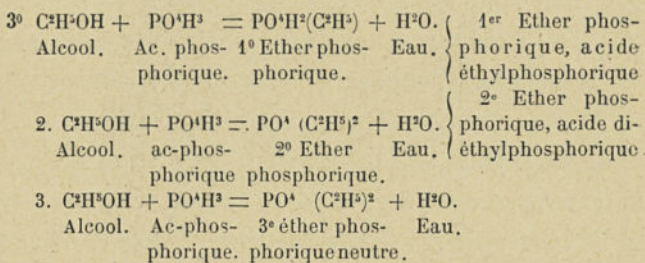 3⁰ C²H⁵OH + PO⁴H³ = PO⁴H²(C²H⁵) + H²O. { 1ᵉʳ Ether phos-
Alcool. Ac. phos- 1⁰ Ether phos- Eau. phorique, acide
phorique. phorique. éthylphosphorique
2ᵉ Ether phos-
2. C²H⁵OH + PO⁴H³ = PO⁴ (C²H⁵)² + H²O. { phorique, acide di-
Alcool. ac-phos- 2⁰ Ether Eau. éthylphosphorique.
phorique phosphorique.
3. C²H⁵OH + PO⁴H³ = PO⁴ (C²H⁵)² + H²O.
Alcool. Ac-phos- 3ᵉ éther phos- Eau.
phorique. phorique neutre.